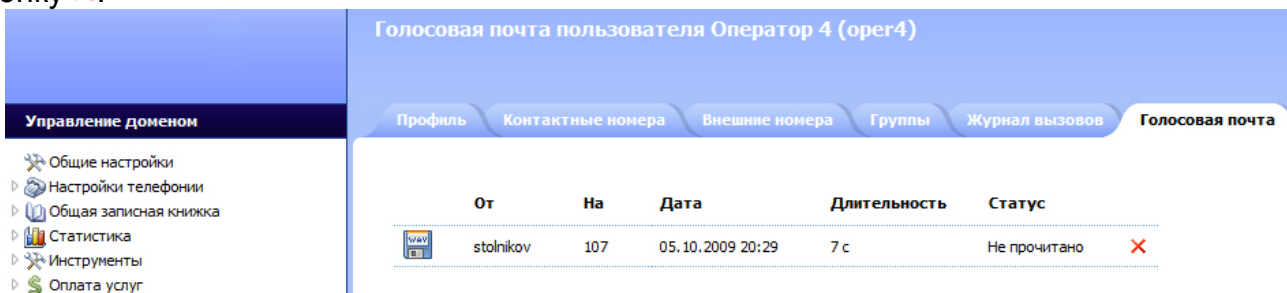 Голосовая почта пользователя Оператор 4 (oper4)
Управление доменом
Профиль Контактные номера Внешние номера Группы Журнал вызовов Голосовая почта
Общие настройки
Настройки телефонии
Общая записная книжка
Статистика
Инструменты
Оплата услуг
От На Дата Длительность Статус
WAV stolnikov 107 05.10.2009 20:29 7 с Не прочитано